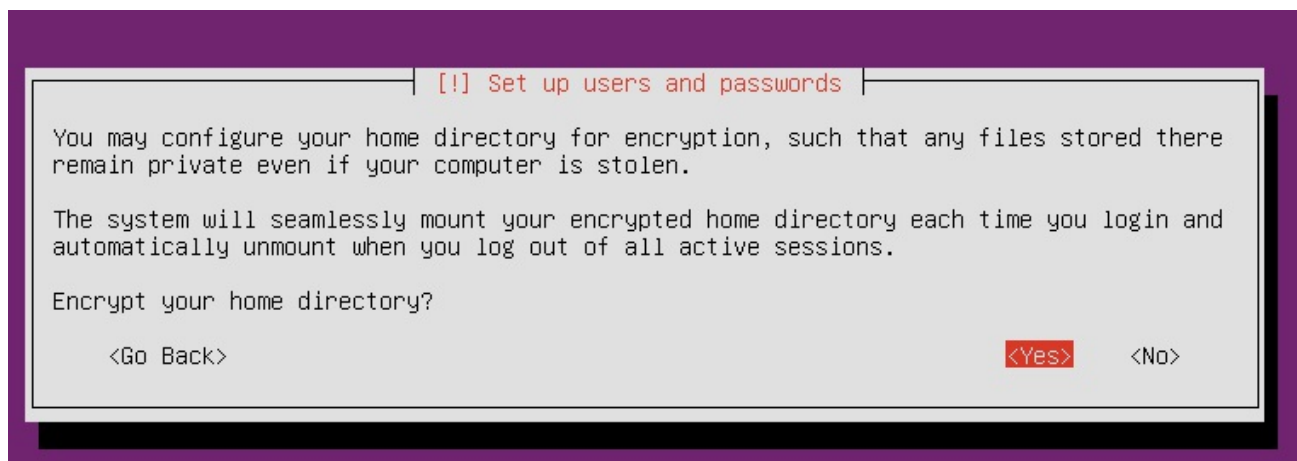 [!] Set up users and passwords
You may configure your home directory for encryption, such that any files stored there
remain private even if your computer is stolen.
The system will seamlessly mount your encrypted home directory each time you login and
automatically unmount when you log out of all active sessions.
Encrypt your home directory?
<Go Back> <Yes> <No>